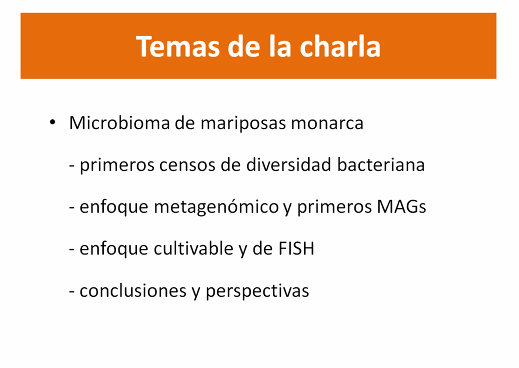 Temas de la charla
• Microbioma de mariposas monarca
- primeros censos de diversidad bacteriana
- enfoque metagenómico y primeros MAGs
- enfoque cultivable y de FISH
- conclusiones y perspectivas